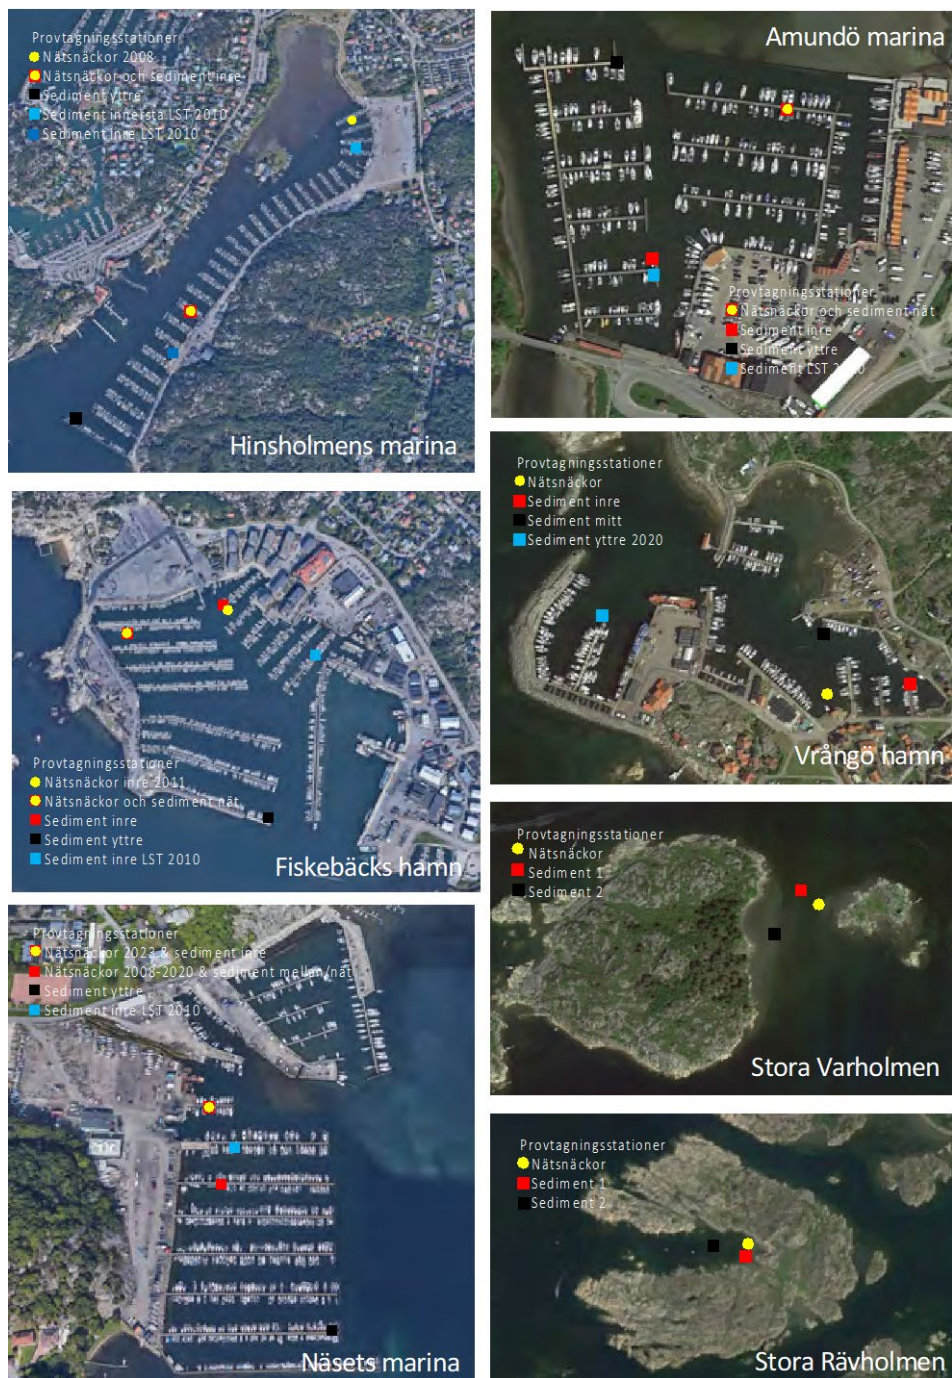 Provtagningsstationer
Nätsnäckor 2008
Nätsnäckor och sediment inre
Sediment yttre
Sediment innersta LST 2010
Sediment inre LST 2010
Hinsholmens marina
Amundö marina
Provtagningsstationer
Nätsnäckor och sediment nät
Sediment inre
Sediment yttre
Sediment LST 2010
Provtagningsstationer
Nätsnäckor
Sediment inre
Sediment mitt
Sediment yttre 2020
Vrångö hamn
Provtagningsstationer
Nätsnäckor inre 2011
Nätsnäckor och sediment nät
Sediment inre
Sediment yttre
Sediment inre LST 2010
Fiskebäcks hamn
Provtagningsstationer
Nätsnäckor
Sediment 1
Sediment 2
Stora Varholmen
Provtagningsstationer
Nätsnäckor 2023 & sediment inre
Nätsnäckor 2008-2020 & sediment mellan/nät
Sediment yttre
Sediment inre LST 2010
Näsets marina
Provtagningsstationer
Nätsnäckor
Sediment 1
Sediment 2
Stora Rävholmen